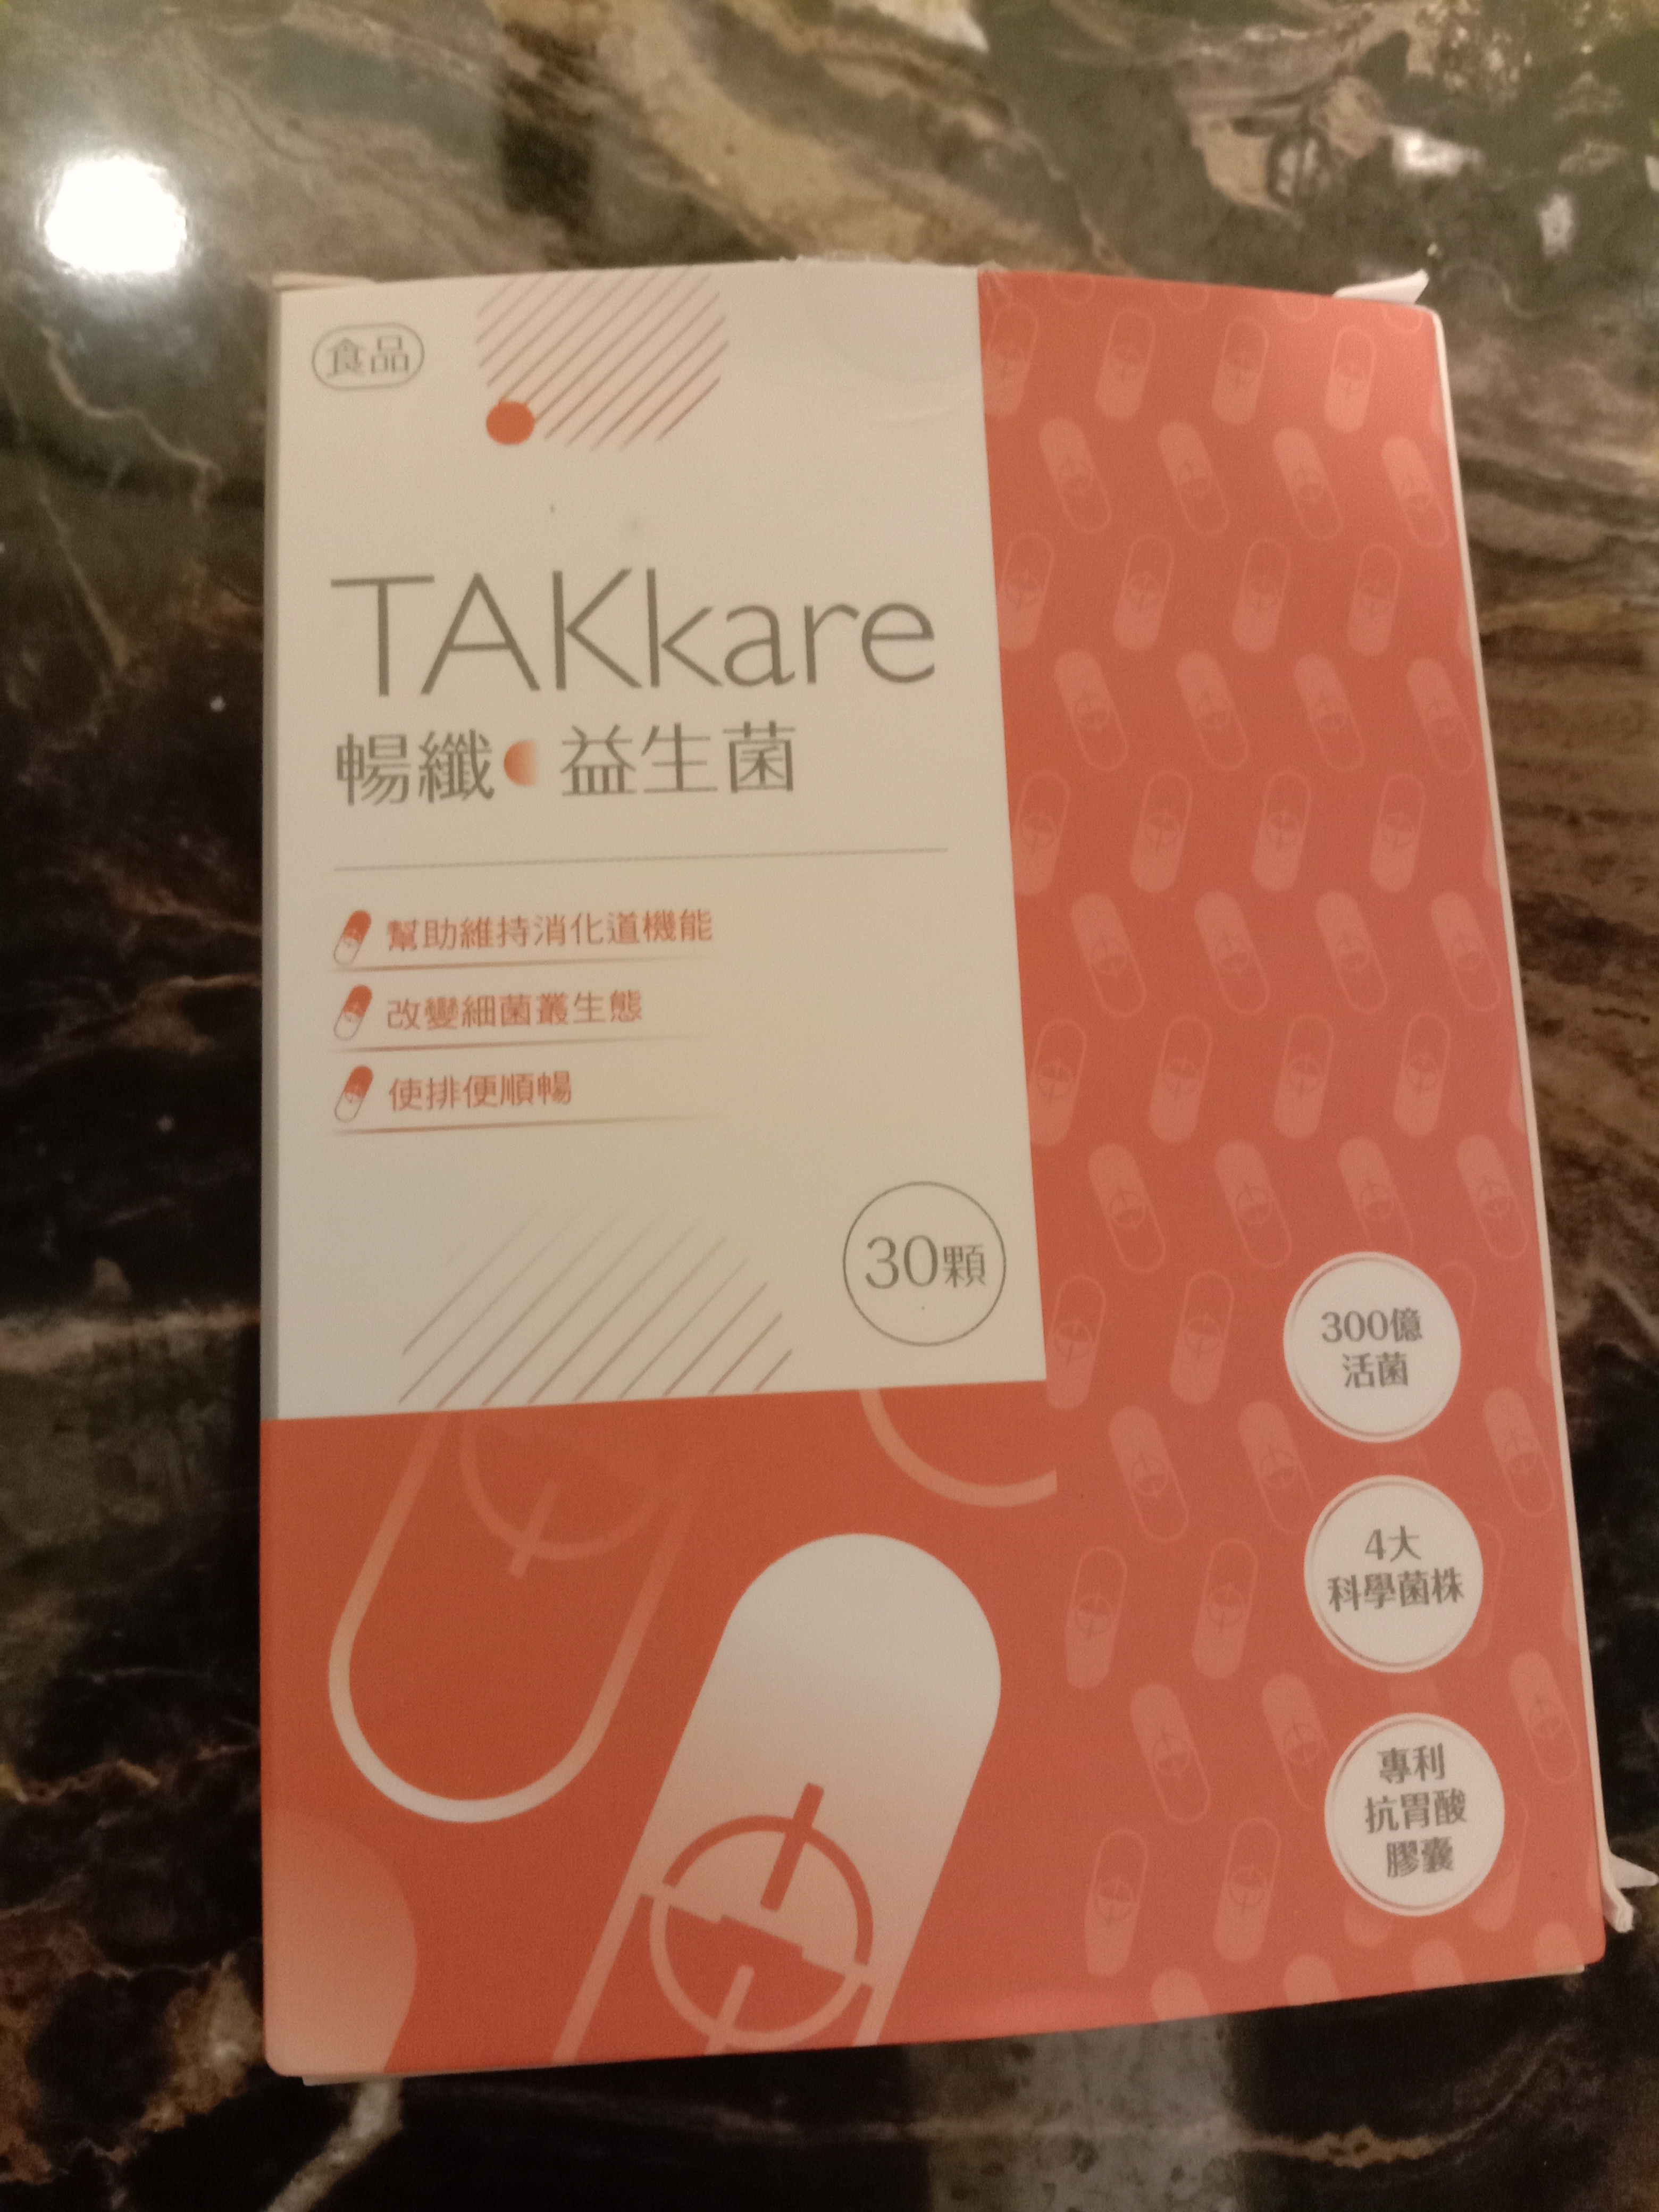 食品
TAKkare
暢纖 益生菌
幫助維持消化道機能
改變細菌叢生態
使排便順暢
30顆
300億
活菌
4大
科學菌株
專利
抗胃酸
膠囊